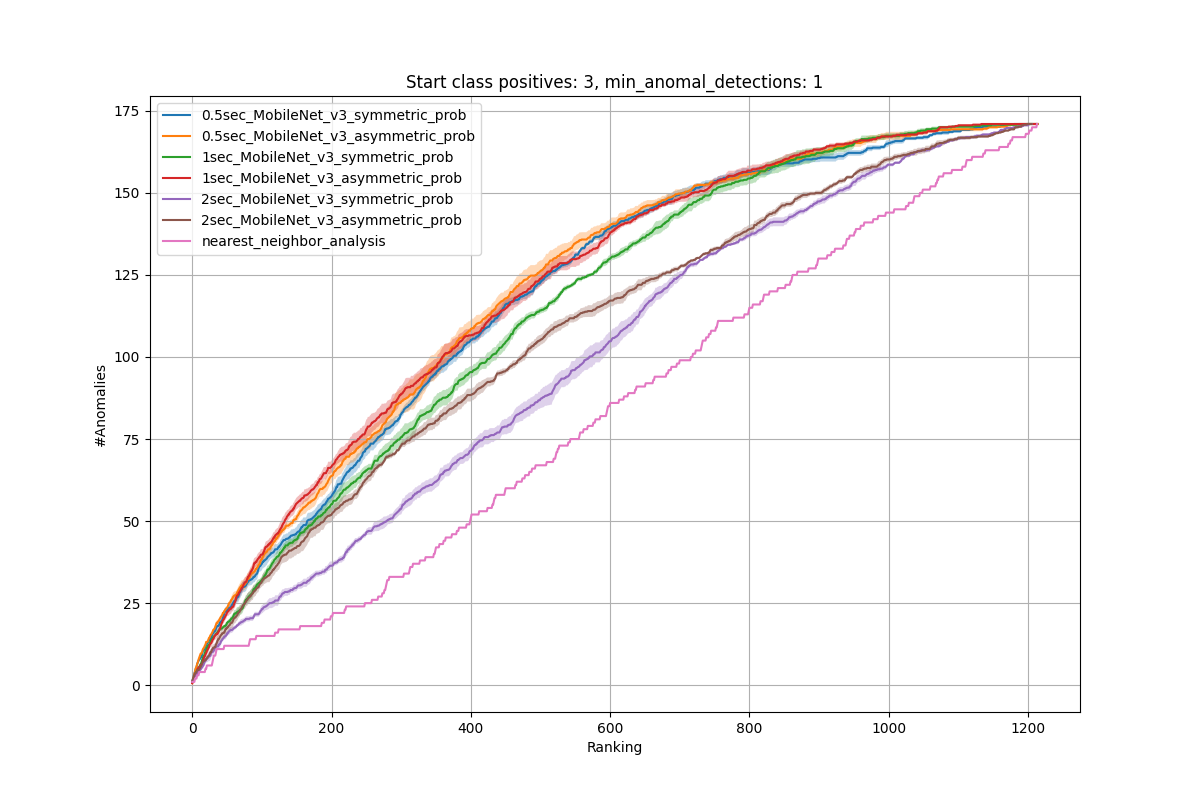 Start class positives: 3, min_anomal_detections: 1
175
150
125
100
75
50
25
0
#Anomalies
0.5sec_MobileNet_v3_symmetric_prob
0.5sec_MobileNet_v3_asymmetric_prob
1sec_MobileNet_v3_symmetric_prob
1sec_MobileNet_v3_asymmetric_prob
2sec_MobileNet_v3_symmetric_prob
2sec_MobileNet_v3_asymmetric_prob
nearest_neighbor_analysis
0 200 400 600 800 1000 1200
Ranking